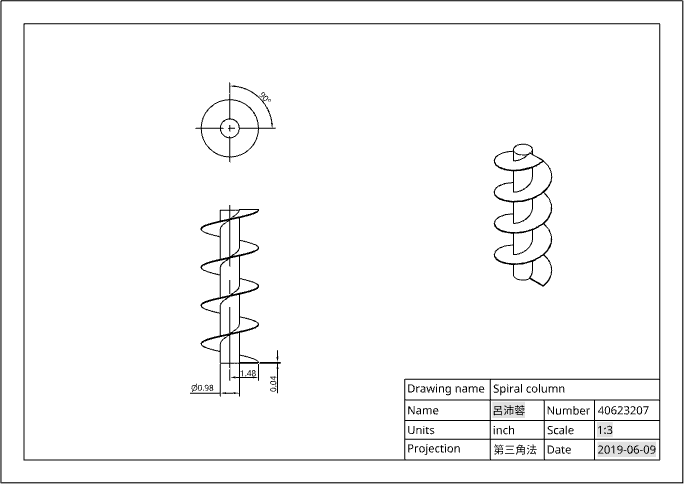 90°
1.48
0.04
Ø0.98
Drawing name Spiral column
Name 呂沛蓉 Number 40623207
Units inch Scale 1:3
Projection 第三角法 Date 2019-06-09